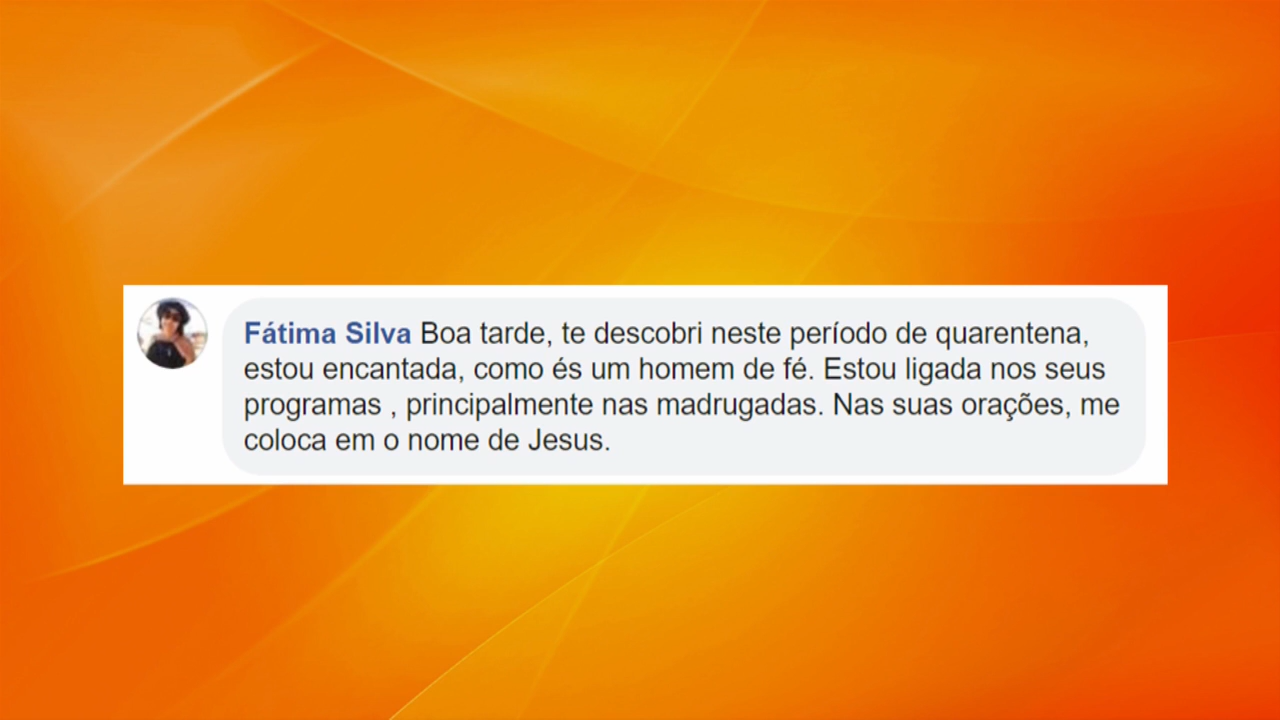 Fátima Silva Boa tarde, te descobri neste período de quarentena,
estou encantada, como és um homem de fé. Estou ligada nos seus
programas , principalmente nas madrugadas. Nas suas orações, me
coloca em o nome de Jesus.